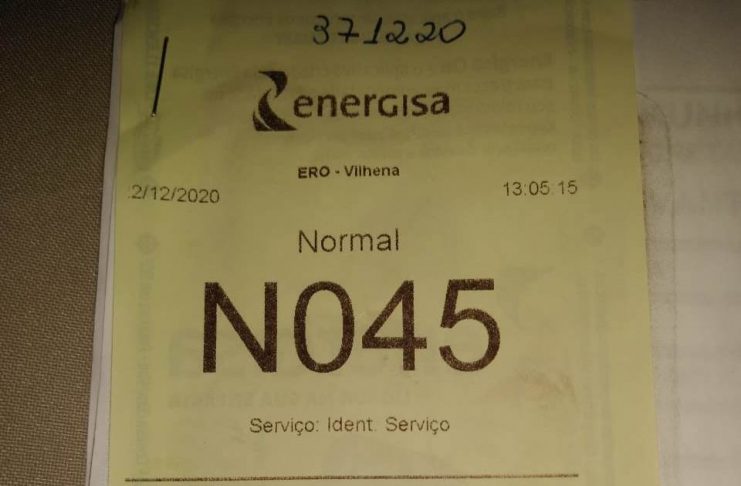 371220
energisa
ERO - Vilhena
2/12/2020 13:05:15
Normal
N045
Serviço: Ident. Serviço